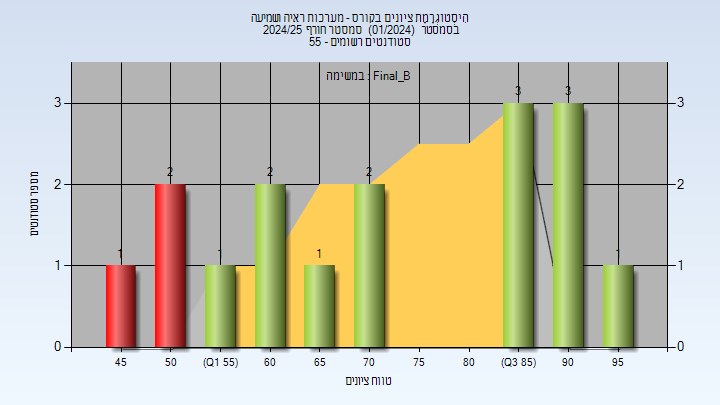 היסטוגרמת ציונים בקורס - מערכות ראיה ושמיעה
בסמסטר (01/2024) סמסטר חורף 2024/25
סטודנטים רשומים - 55
במשימה : Final_B
3 3 3 3
2 2 2 2 2
1 1 1 1 1 1
0 0
45 50 (Q1 55) 60 65 70 75 80 (Q3 85) 90 95
מספר סטודנטים
טווח ציונים